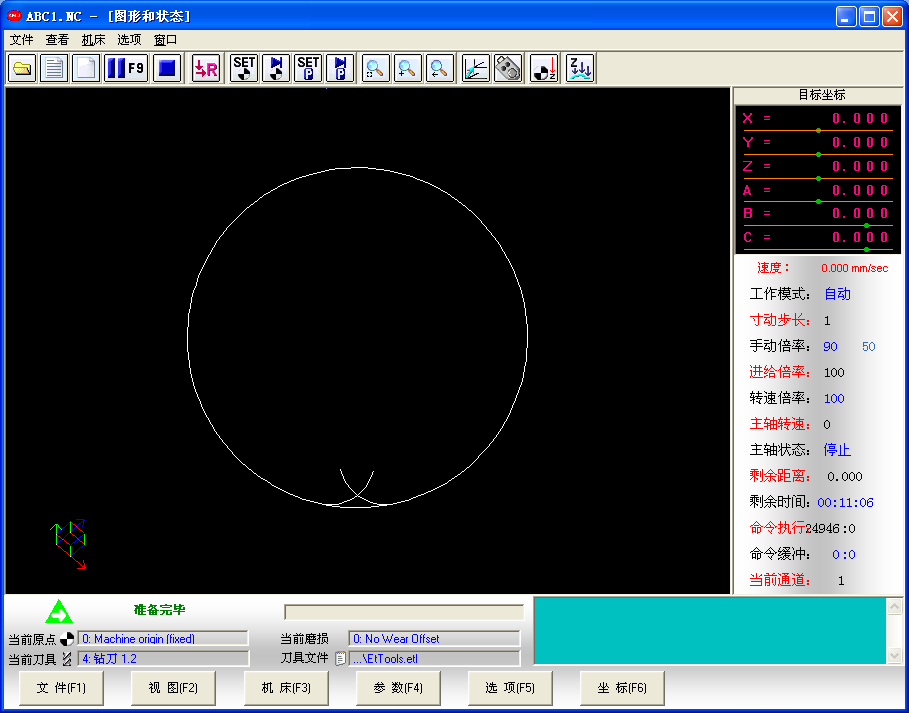 ABC1.NC - [图形和状态]
文件 查看 机床 选项 窗口
F9 R SET SET P P Z Z
目标坐标
X = 0.000
Y = 0.000
Z = 0.000
A = 0.000
B = 0.000
C = 0.000
速度： 0.000 mm/sec
工作模式： 自动
寸动步长： 1
手动倍率： 90 50
进给倍率： 100
转速倍率： 100
主轴转速： 0
主轴状态： 停止
剩余距离： 0.000
剩余时间： 00:11:06
命令执行 24946:0
命令缓冲： 0:0
当前通道： 1
准备完毕
当前原点 0: Machine origin (fixed) 当前磨损 0: No Wear Offset
当前刀具 4: 钻刀 1.2 刀具文件 ...\EtTools.etl
文 件(F1) 视 图(F2) 机 床(F3) 参 数(F4) 选 项(F5) 坐 标(F6)